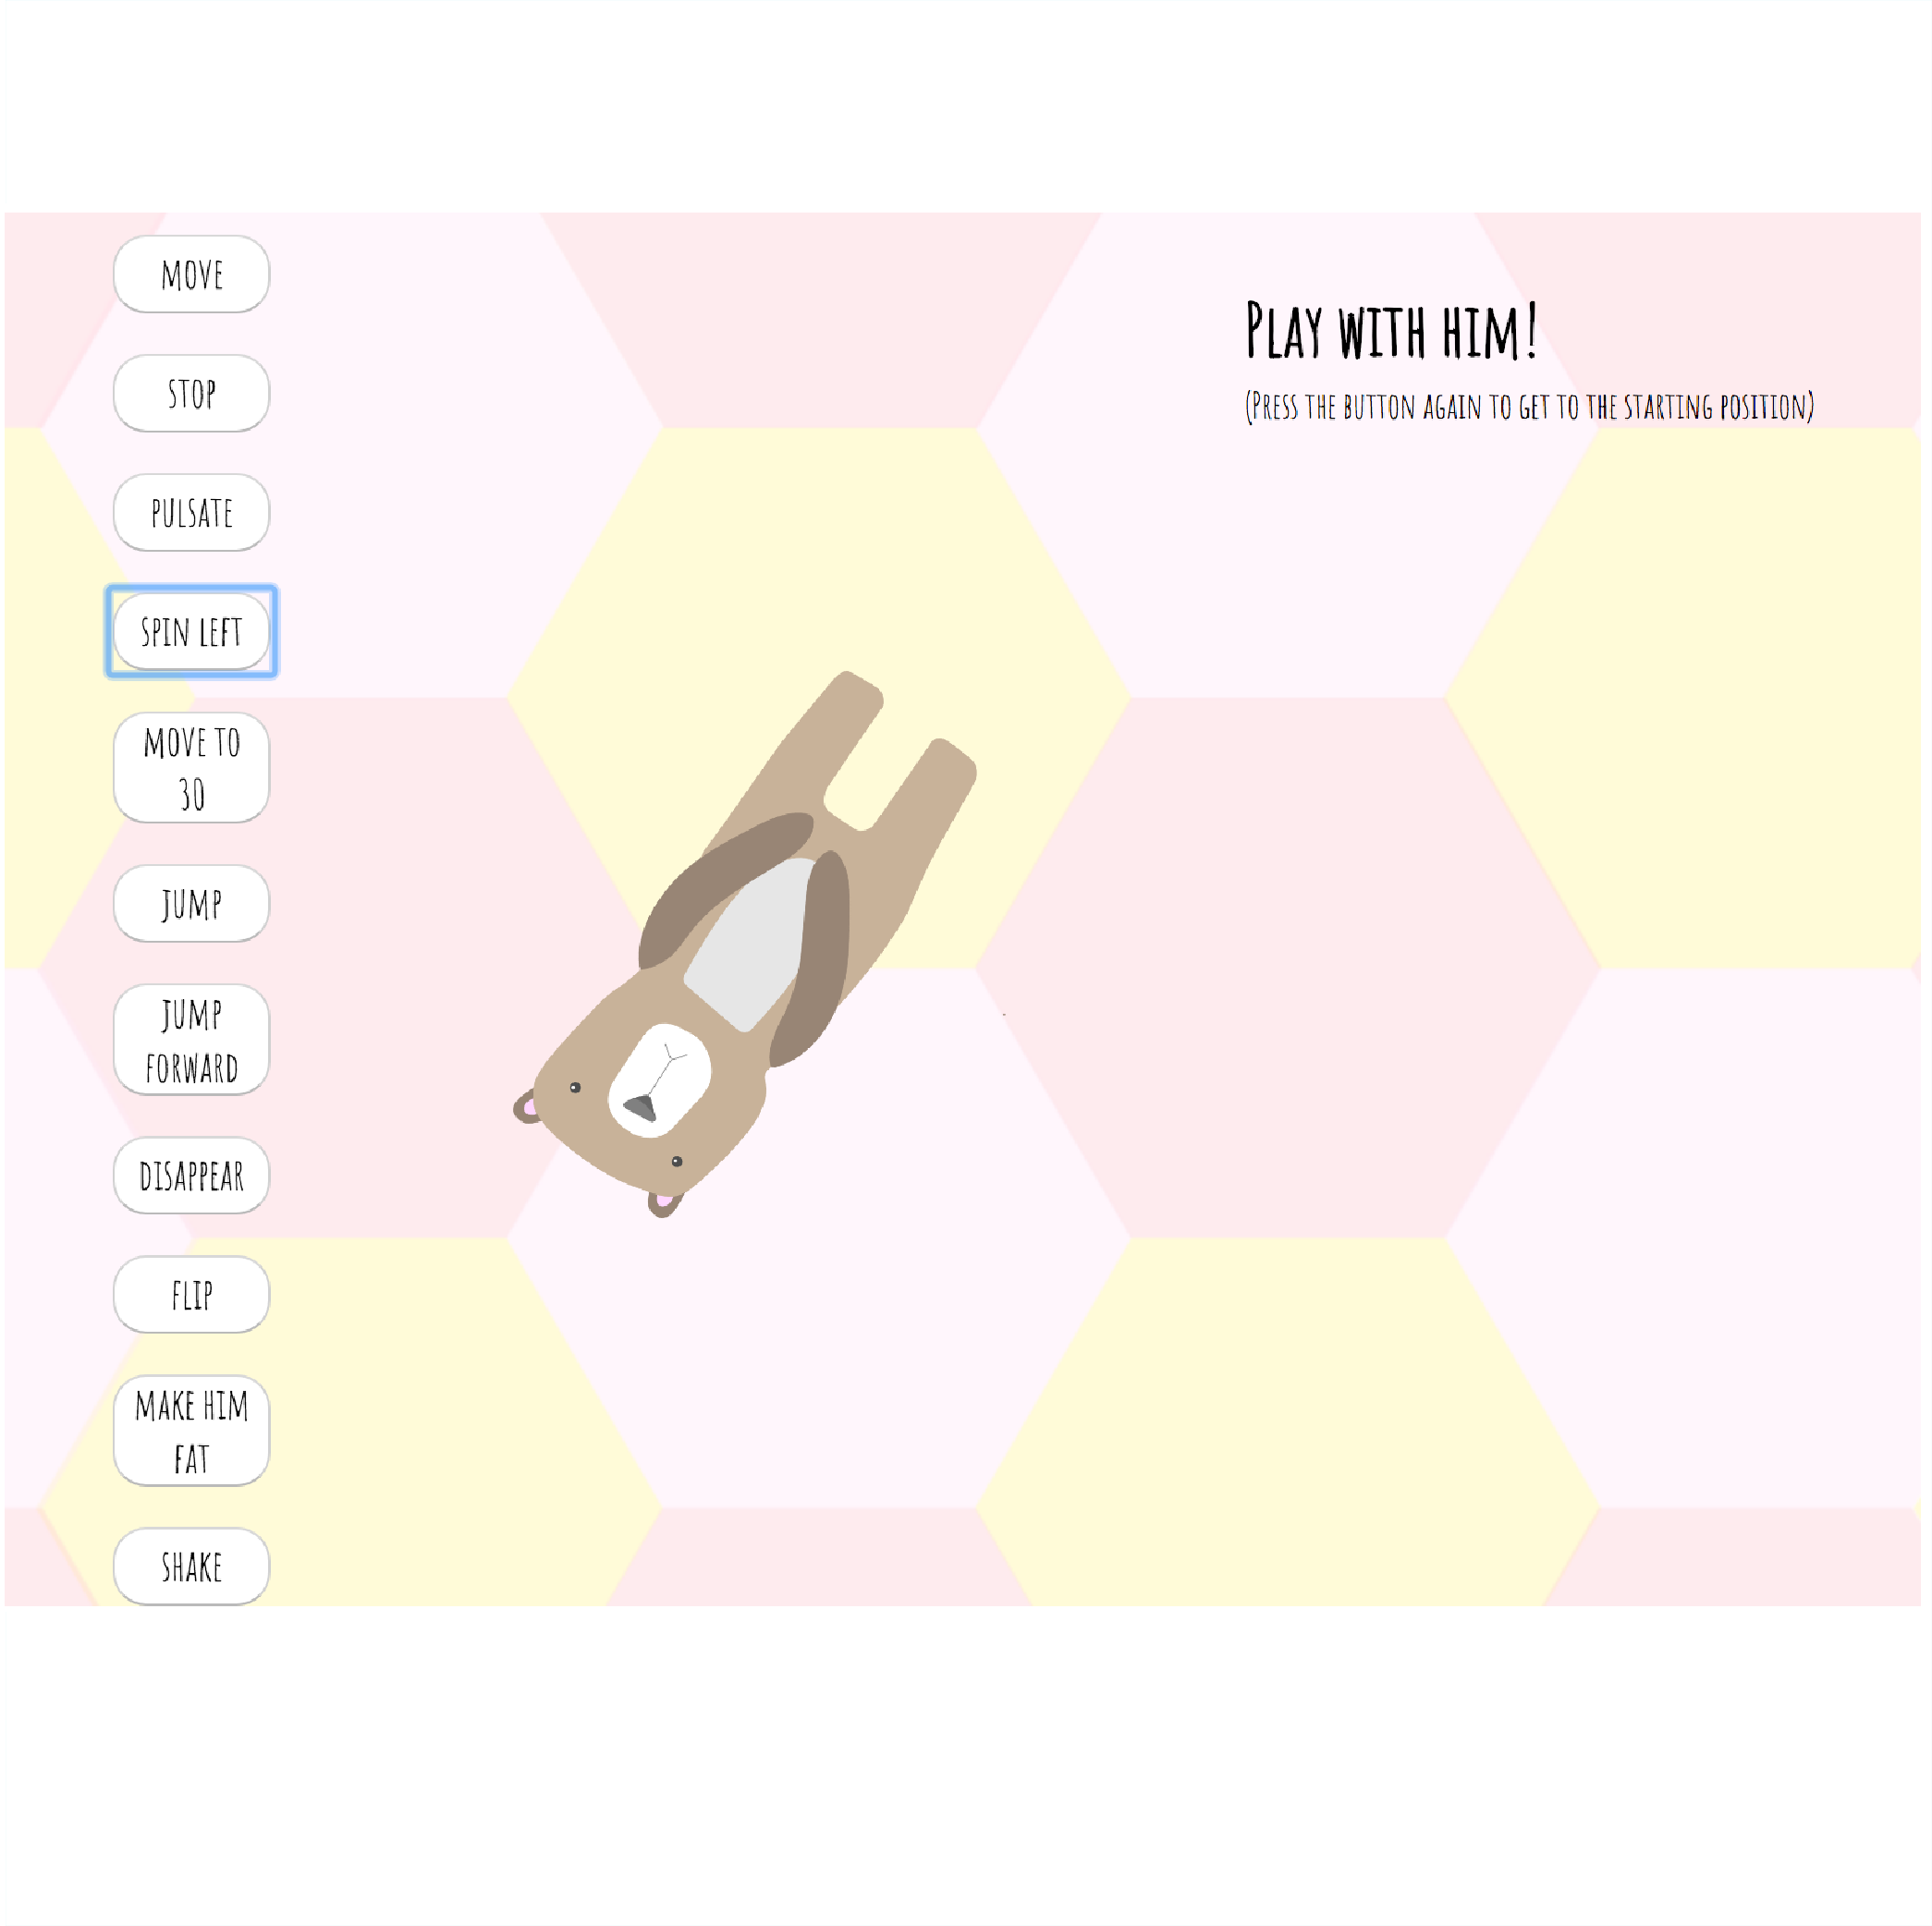 MOVE
STOP
PULSATE
SPIN LEFT
MOVE TO
30
JUMP
JUMP
FORWARD
DISAPPEAR
FLIP
MAKE HIM
FAT
SHAKE
PLAY WITH HIM!
(PRESS THE BUTTON AGAIN TO GET TO THE STARTING POSITION)